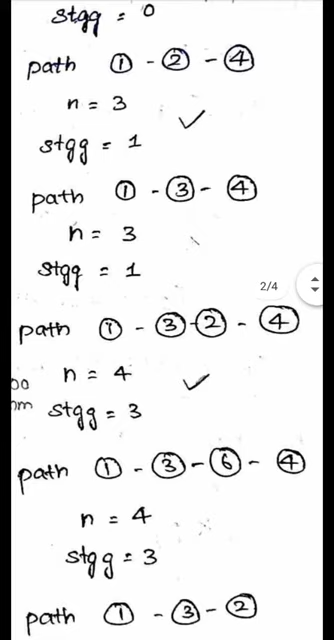 stgg = 0
path ① - ② - ④
n = 3
stgg = 1
path ① - ③ - ④
n = 3
stgg = 1
2/4
path ① - ③ - ② - ④
n = 4
stgg = 3
path ① - ③ - ⑥ - ④
n = 4
stgg = 3
path ① - ③ - ②